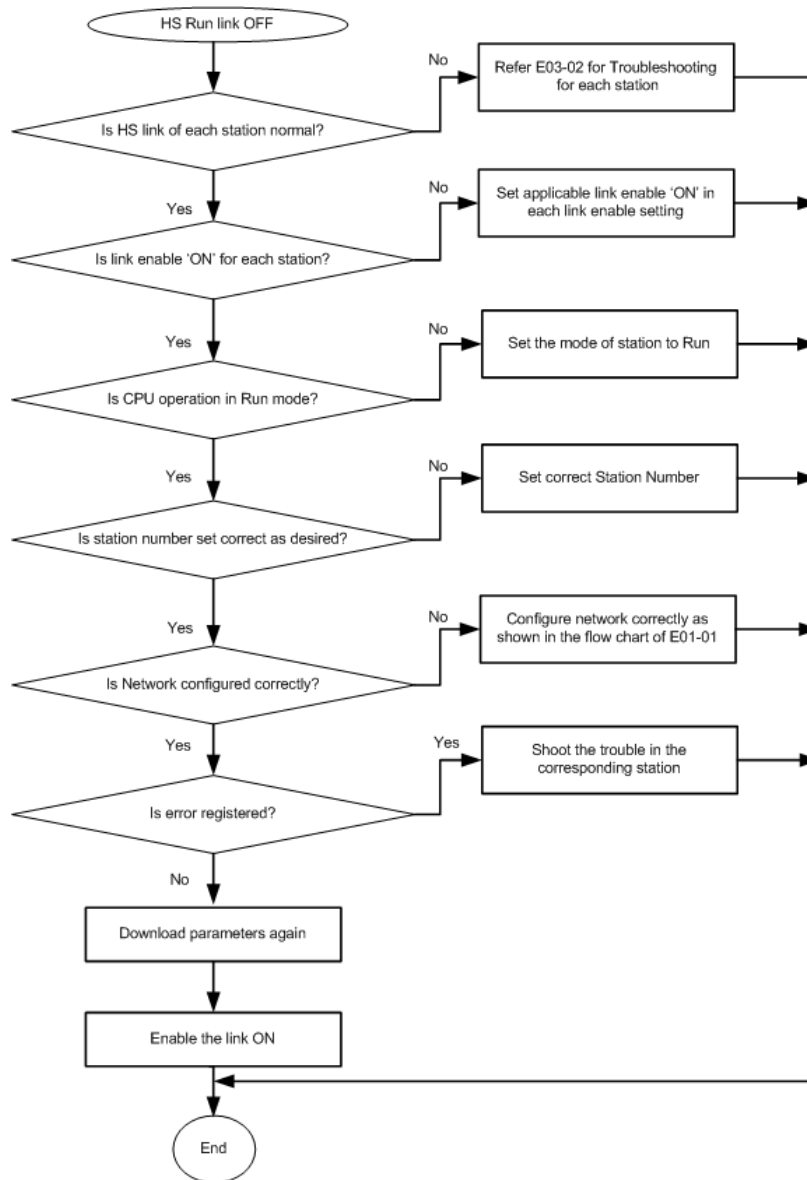 HS Run link OFF
No
Refer E03-02 for Troubleshooting
for each station
Is HS link of each station normal?
Yes
No
Set applicable link enable ‘ON’ in
each link enable setting
Is link enable ‘ON’ for each station?
Yes
No
Set the mode of station to Run
Is CPU operation in Run mode?
Yes
No
Set correct Station Number
Is station number set correct as desired?
Yes
No
Configure network correctly as
shown in the flow chart of E01-01
Is Network configured correctly?
Yes
Yes
Shoot the trouble in the
corresponding station
Is error registered?
No
Download parameters again
Enable the link ON
End